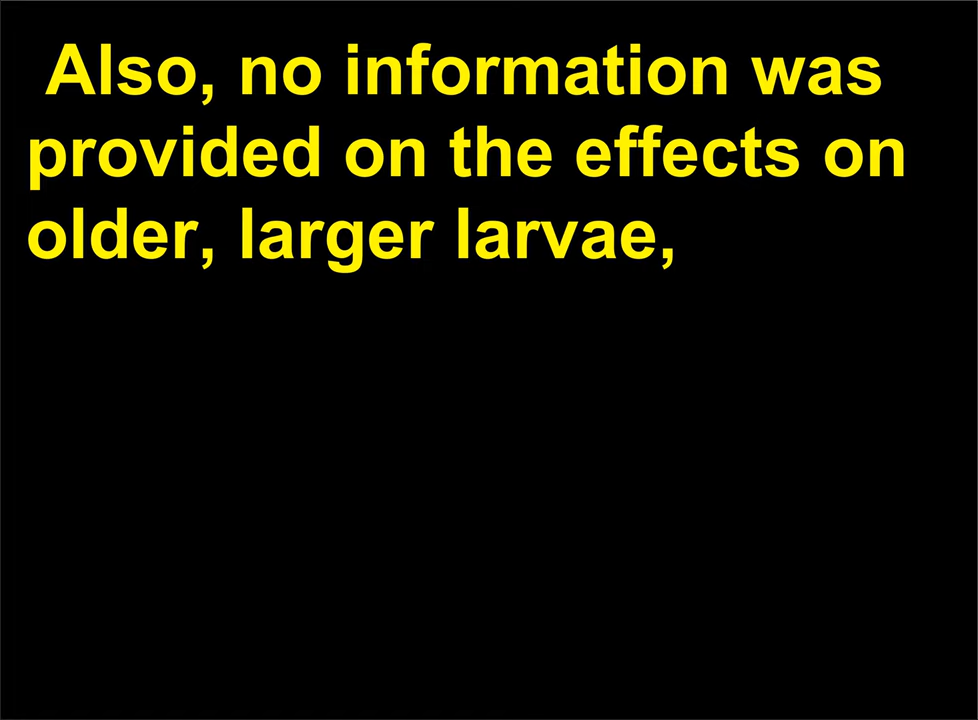 Also, no information was
provided on the effects on
older, larger larvae,